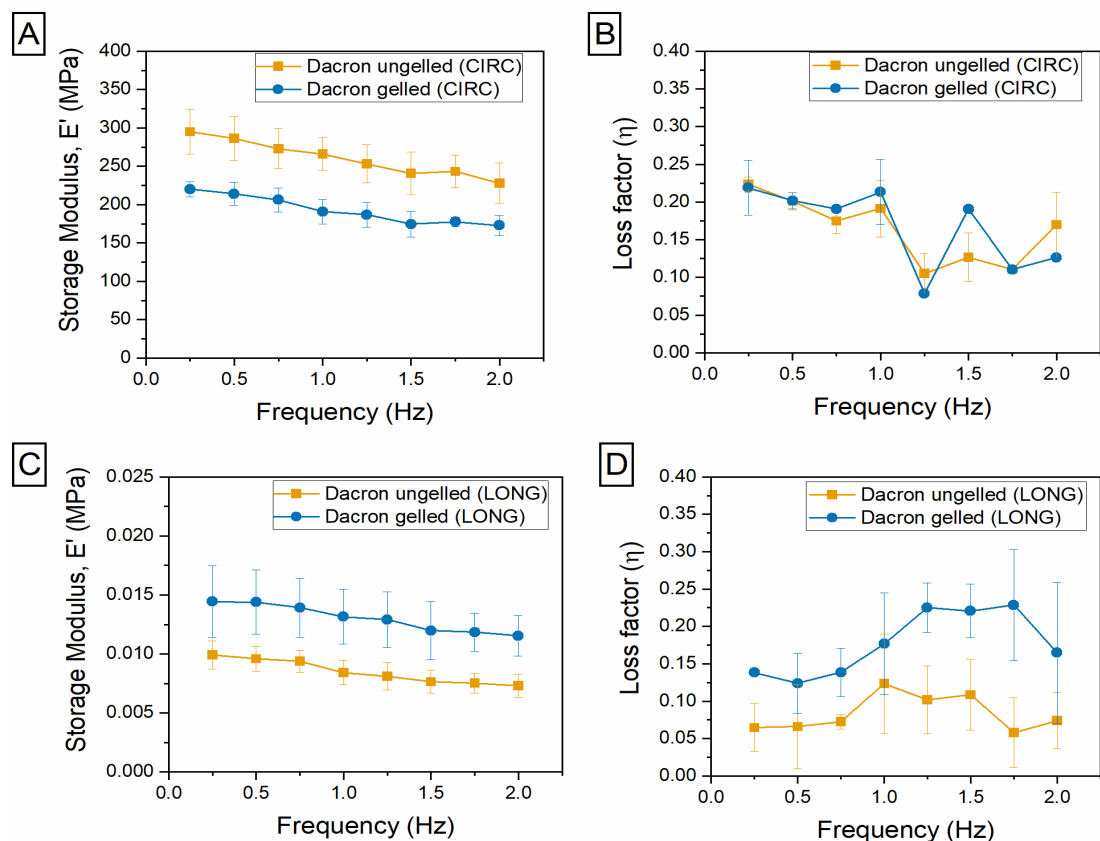 A
Storage Modulus, E' (MPa)
400
350
300
250
200
150
100
50
0
Dacron ungelled (CIRC)
Dacron gelled (CIRC)
0.0 0.5 1.0 1.5 2.0
Frequency (Hz)
B
Loss factor (η)
0.40
0.35
0.30
0.25
0.20
0.15
0.10
0.05
0.00
Dacron ungelled (CIRC)
Dacron gelled (CIRC)
0.0 0.5 1.0 1.5 2.0
Frequency (Hz)
C
Storage Modulus, E' (MPa)
0.025
0.020
0.015
0.010
0.005
0.000
Dacron ungelled (LONG)
Dacron gelled (LONG)
0.0 0.5 1.0 1.5 2.0
Frequency (Hz)
D
Loss factor (η)
0.40
0.35
0.30
0.25
0.20
0.15
0.10
0.05
0.00
Dacron ungelled (LONG)
Dacron gelled (LONG)
0.0 0.5 1.0 1.5 2.0
Frequency (Hz)